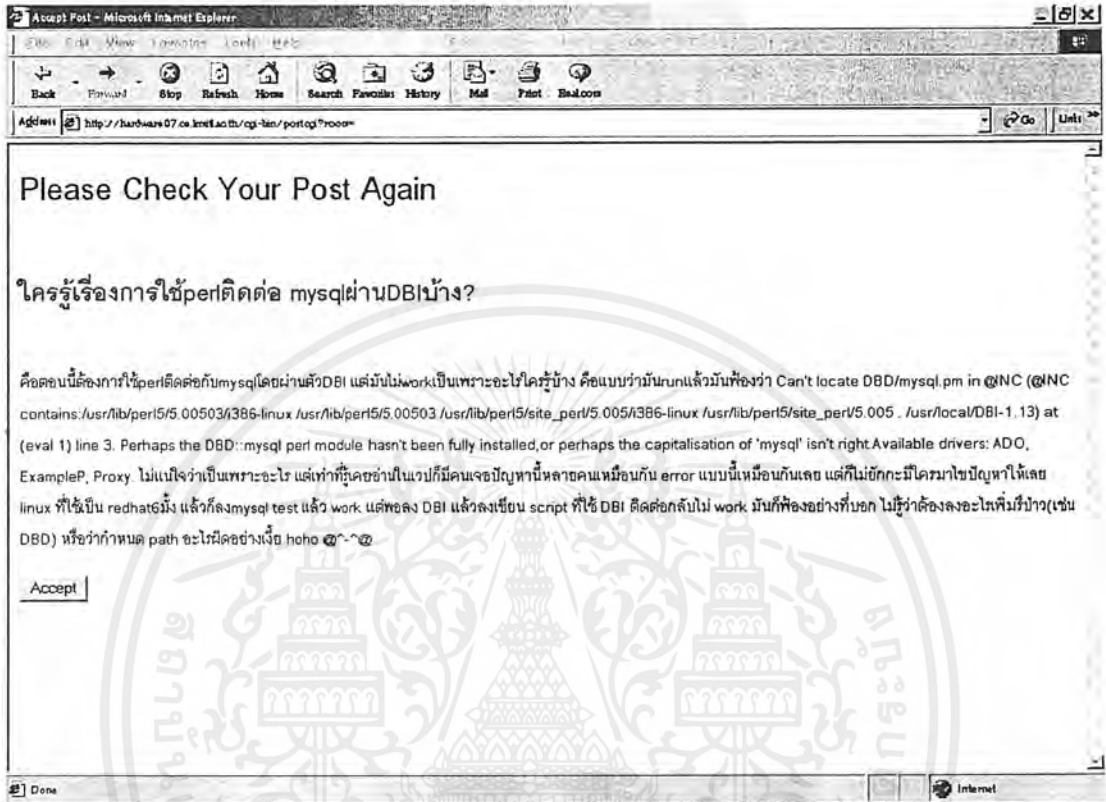 Accept Post - Microsoft Internet Explorer
File Edit View Favorites Tools Help
Back Forward Stop Refresh Home Search Favorites History Mail Print Real.com
Address Go Links
Please Check Your Post Again
ใครรู้เรื่องการใช้perlติดต่อ mysqlผ่านDBIบ้าง?
คือตอนนี้ต้องการใช้perlติดต่อกับmysqlโดยผ่านตัวDBI แต่มันไม่workเป็นเพราะอะไรใครรู้บ้าง คือแบบว่ามันrunแล้วมันฟ้องว่า Can't locate DBD/mysql.pm in @INC (@INC
contains:/usr/lib/perl5/5.00503/i386-linux /usr/lib/perl5/5.00503 /usr/lib/perl5/site_perl/5.005/i386-linux /usr/lib/perl5/site_perl/5.005 . /usr/local/DBI-1.13) at
(eval 1) line 3. Perhaps the DBD::mysql perl module hasn't been fully installed,or perhaps the capitalisation of 'mysql' isn't right.Available drivers: ADO,
ExampleP, Proxy. ไม่แน่ใจว่าเป็นเพราะอะไร แต่เท่าที่รู้เคยอ่านในเวปก็มีคนเจอปัญหานี้หลายคนเหมือนกัน error แบบนี้เหมือนกันเลย แต่ก็ไม่ยักกะมีใครมาไขปัญหาให้เลย
linux ที่ใช้เป็น redhat6มั้ง แล้วก็ลงmysql test แล้ว work แต่พอลง DBI แล้วลงเขียน script ที่ใช้ DBI ติดต่อกลับไม่ work มันก็ฟ้องอย่างที่บอก ไม่รู้ว่าต้องลงอะไรเพิ่มรึป่าว(เช่น
DBD) หรือว่ากำหนด path อะไรผิดอย่างเงี้ย hoho @^-^@
Accept
Done Internet